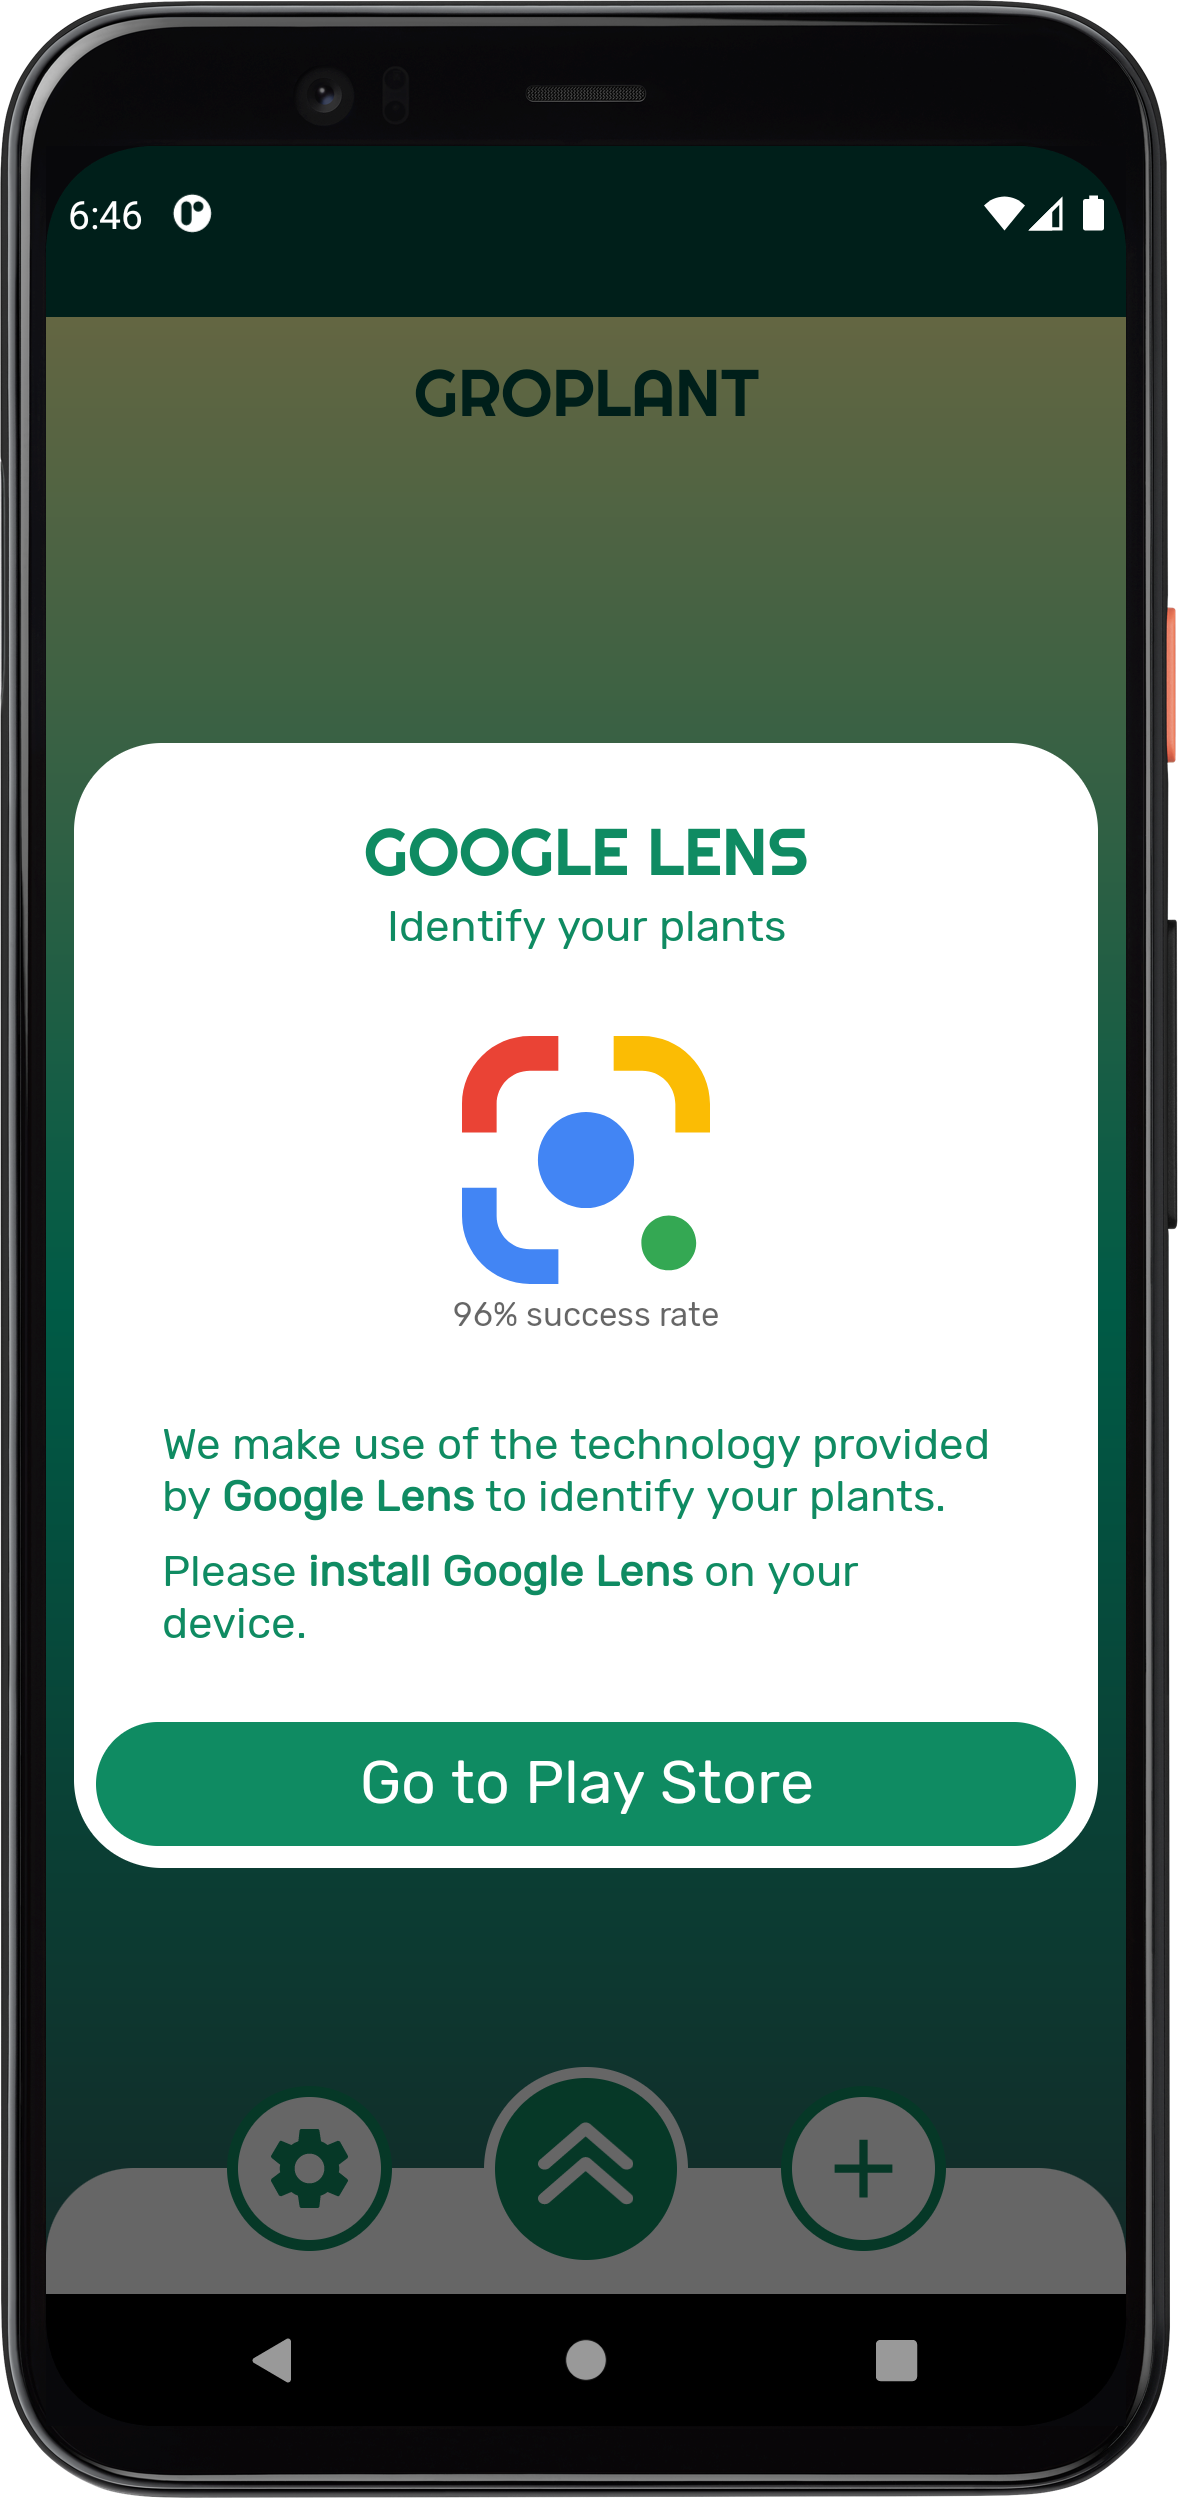 6:46
GROPLANT
GOOGLE LENS
Identify your plants
96% success rate
We make use of the technology provided
by Google Lens to identify your plants.
Please install Google Lens on your
device.
Go to Play Store